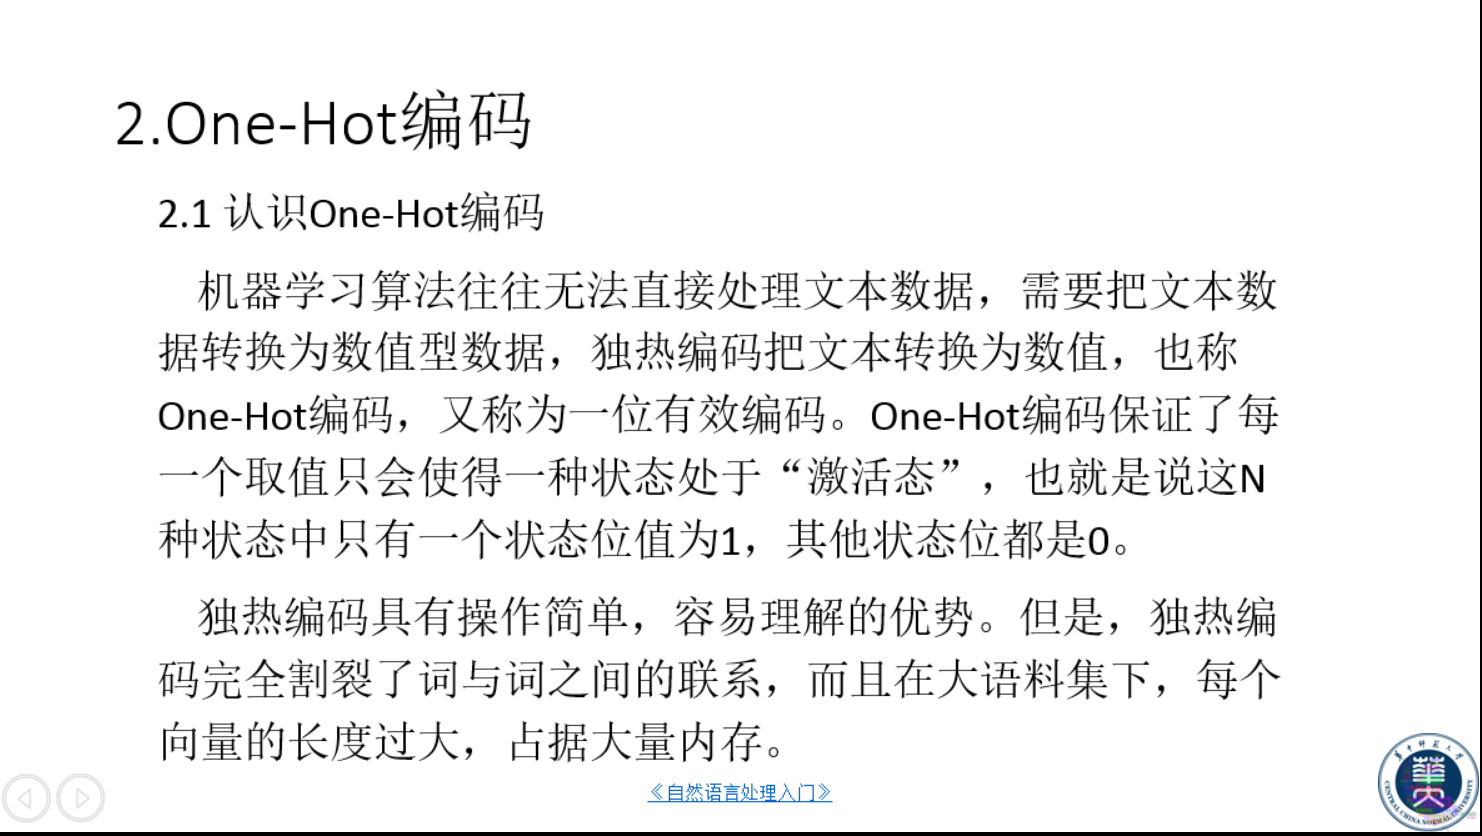 2.One-Hot编码
2.1 认识One-Hot编码
机器学习算法往往无法直接处理文本数据，需要把文本数
据转换为数值型数据，独热编码把文本转换为数值，也称
One-Hot编码，又称为一位有效编码。One-Hot编码保证了每
一个取值只会使得一种状态处于“激活态”，也就是说这N
种状态中只有一个状态位值为1，其他状态位都是0。
独热编码具有操作简单，容易理解的优势。但是，独热编
码完全割裂了词与词之间的联系，而且在大语料集下，每个
向量的长度过大，占据大量内存。
《自然语言处理入门》
华中师范大学
CENTRAL CHINA NORMAL UNIVERSITY